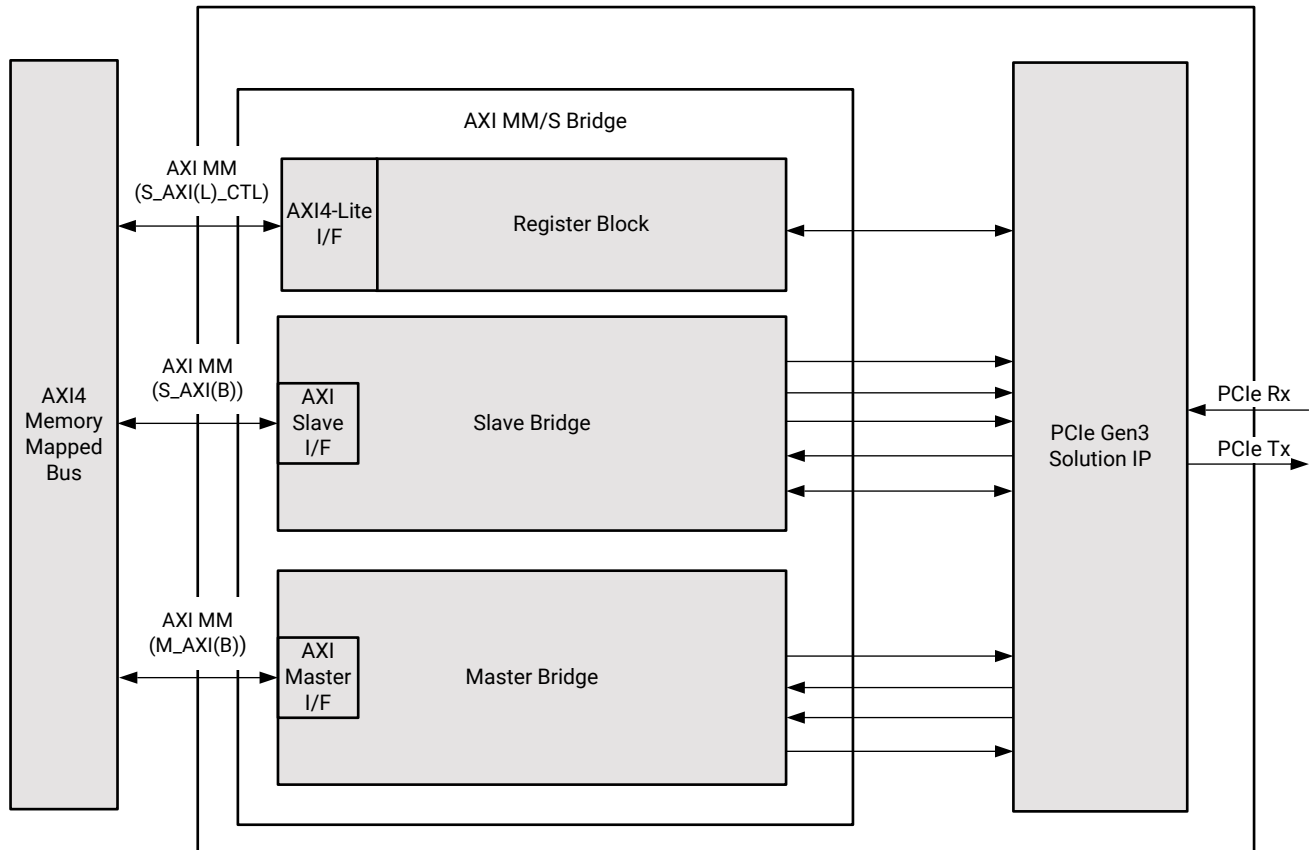 AXI MM/S Bridge
AXI MM
(S_AXI(L)_CTL)
AXI4-Lite
I/F
Register Block
AXI MM
(S_AXI(B))
AXI
Slave
I/F
Slave Bridge
AXI4
Memory
Mapped
Bus
PCIe Gen3
Solution IP
PCIe Rx
PCIe Tx
AXI MM
(M_AXI(B))
AXI
Master
I/F
Master Bridge